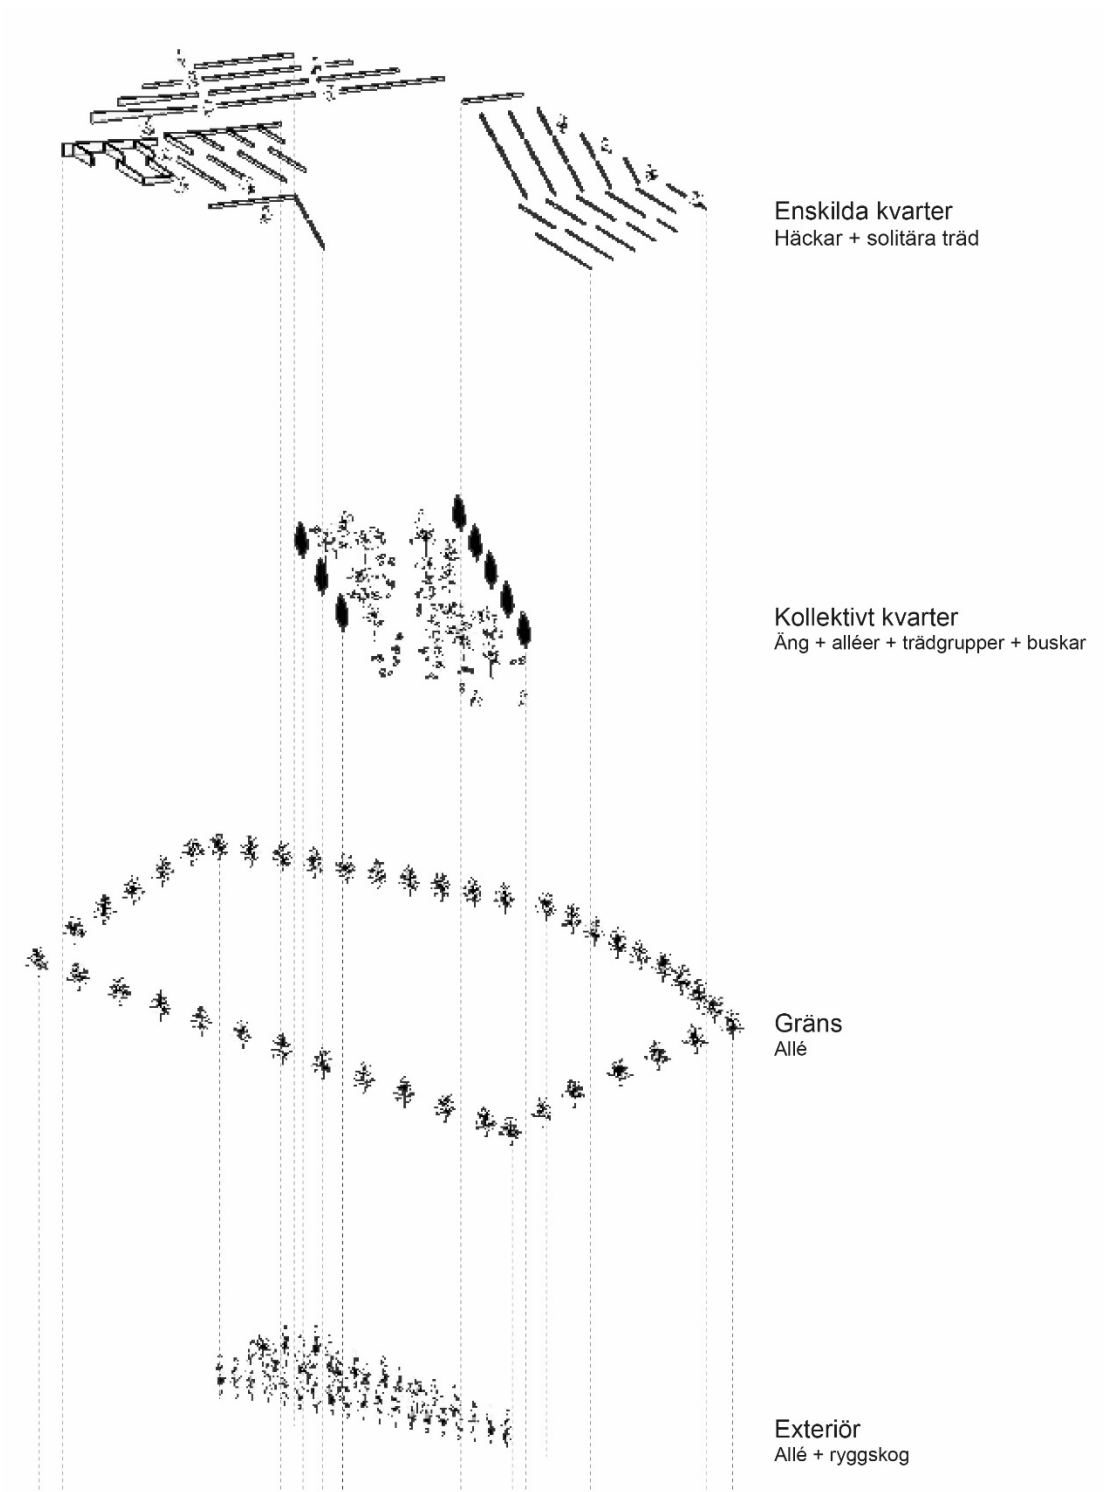 Enskilda kvarter
Häckar + solitära träd
Kollektivt kvarter
Äng + alléer + trädgrupper + buskar
Gräns
Allé
Exteriör
Allé + ryggskog